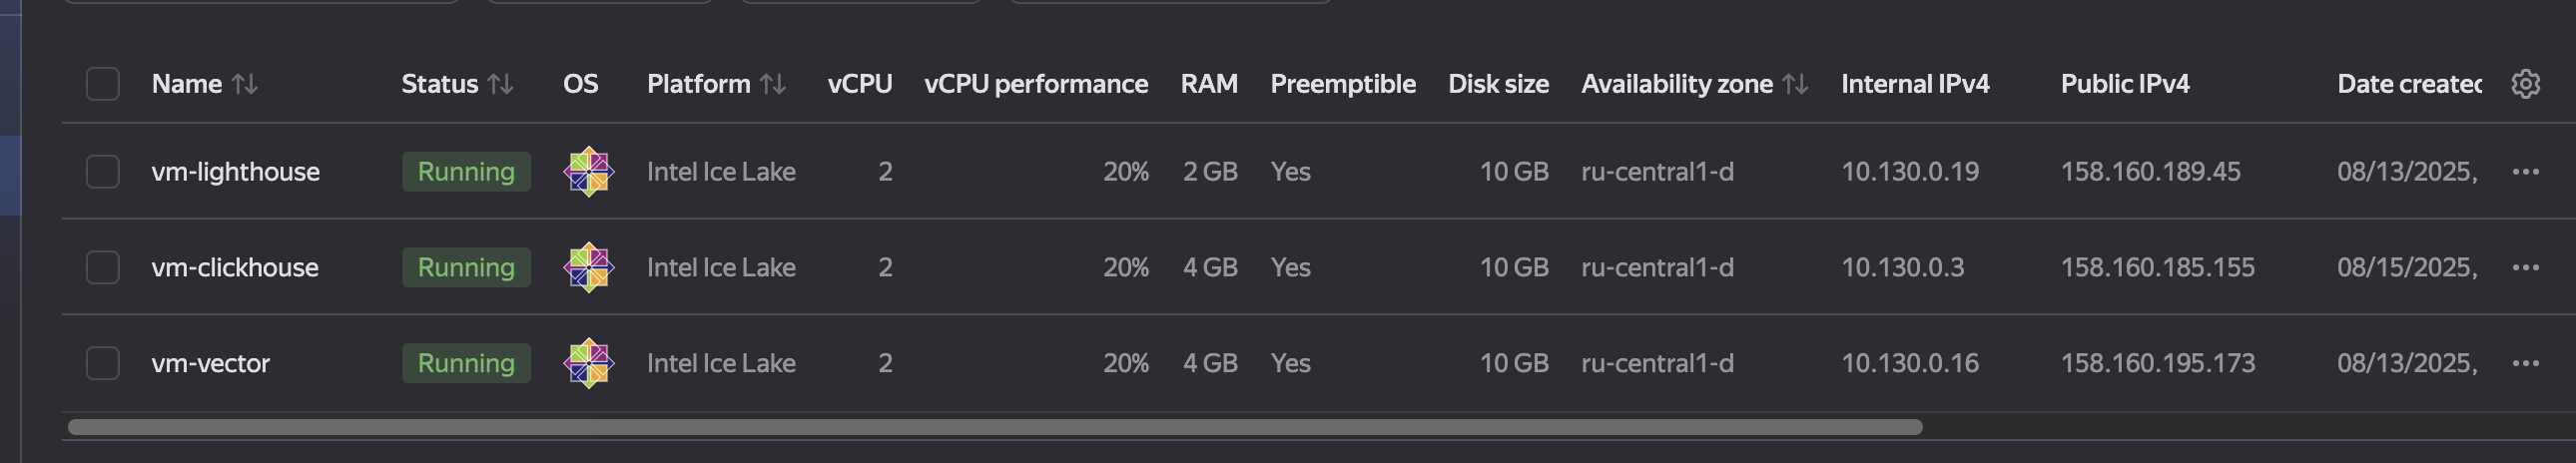 Name Status OS Platform vCPU vCPU performance RAM Preemptible Disk size Availability zone Internal IPv4 Public IPv4 Date created
vm-lighthouse Running Intel Ice Lake 2 20% 2 GB Yes 10 GB ru-central1-d 10.130.0.19 158.160.189.45 08/13/2025,
vm-clickhouse Running Intel Ice Lake 2 20% 4 GB Yes 10 GB ru-central1-d 10.130.0.3 158.160.185.155 08/15/2025,
vm-vector Running Intel Ice Lake 2 20% 4 GB Yes 10 GB ru-central1-d 10.130.0.16 158.160.195.173 08/13/2025,